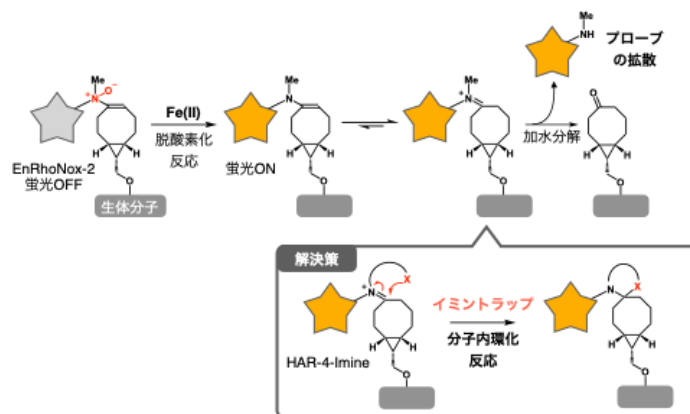 Me
NH
プローブ
の拡散
Me
O⁻
N⁺
Me
N
Me
N⁺
O
Fe(II)
脱酸素化
反応
加水分解
H
H
H
H
H
H
H
H
EnRhoNox-2
蛍光OFF
O
蛍光ON
O
O
O
生体分子
解決策
N⁺
X
イミントラップ
分子内環化
反応
N
X
HAR-4-Imine
H
H
H
H
O
O